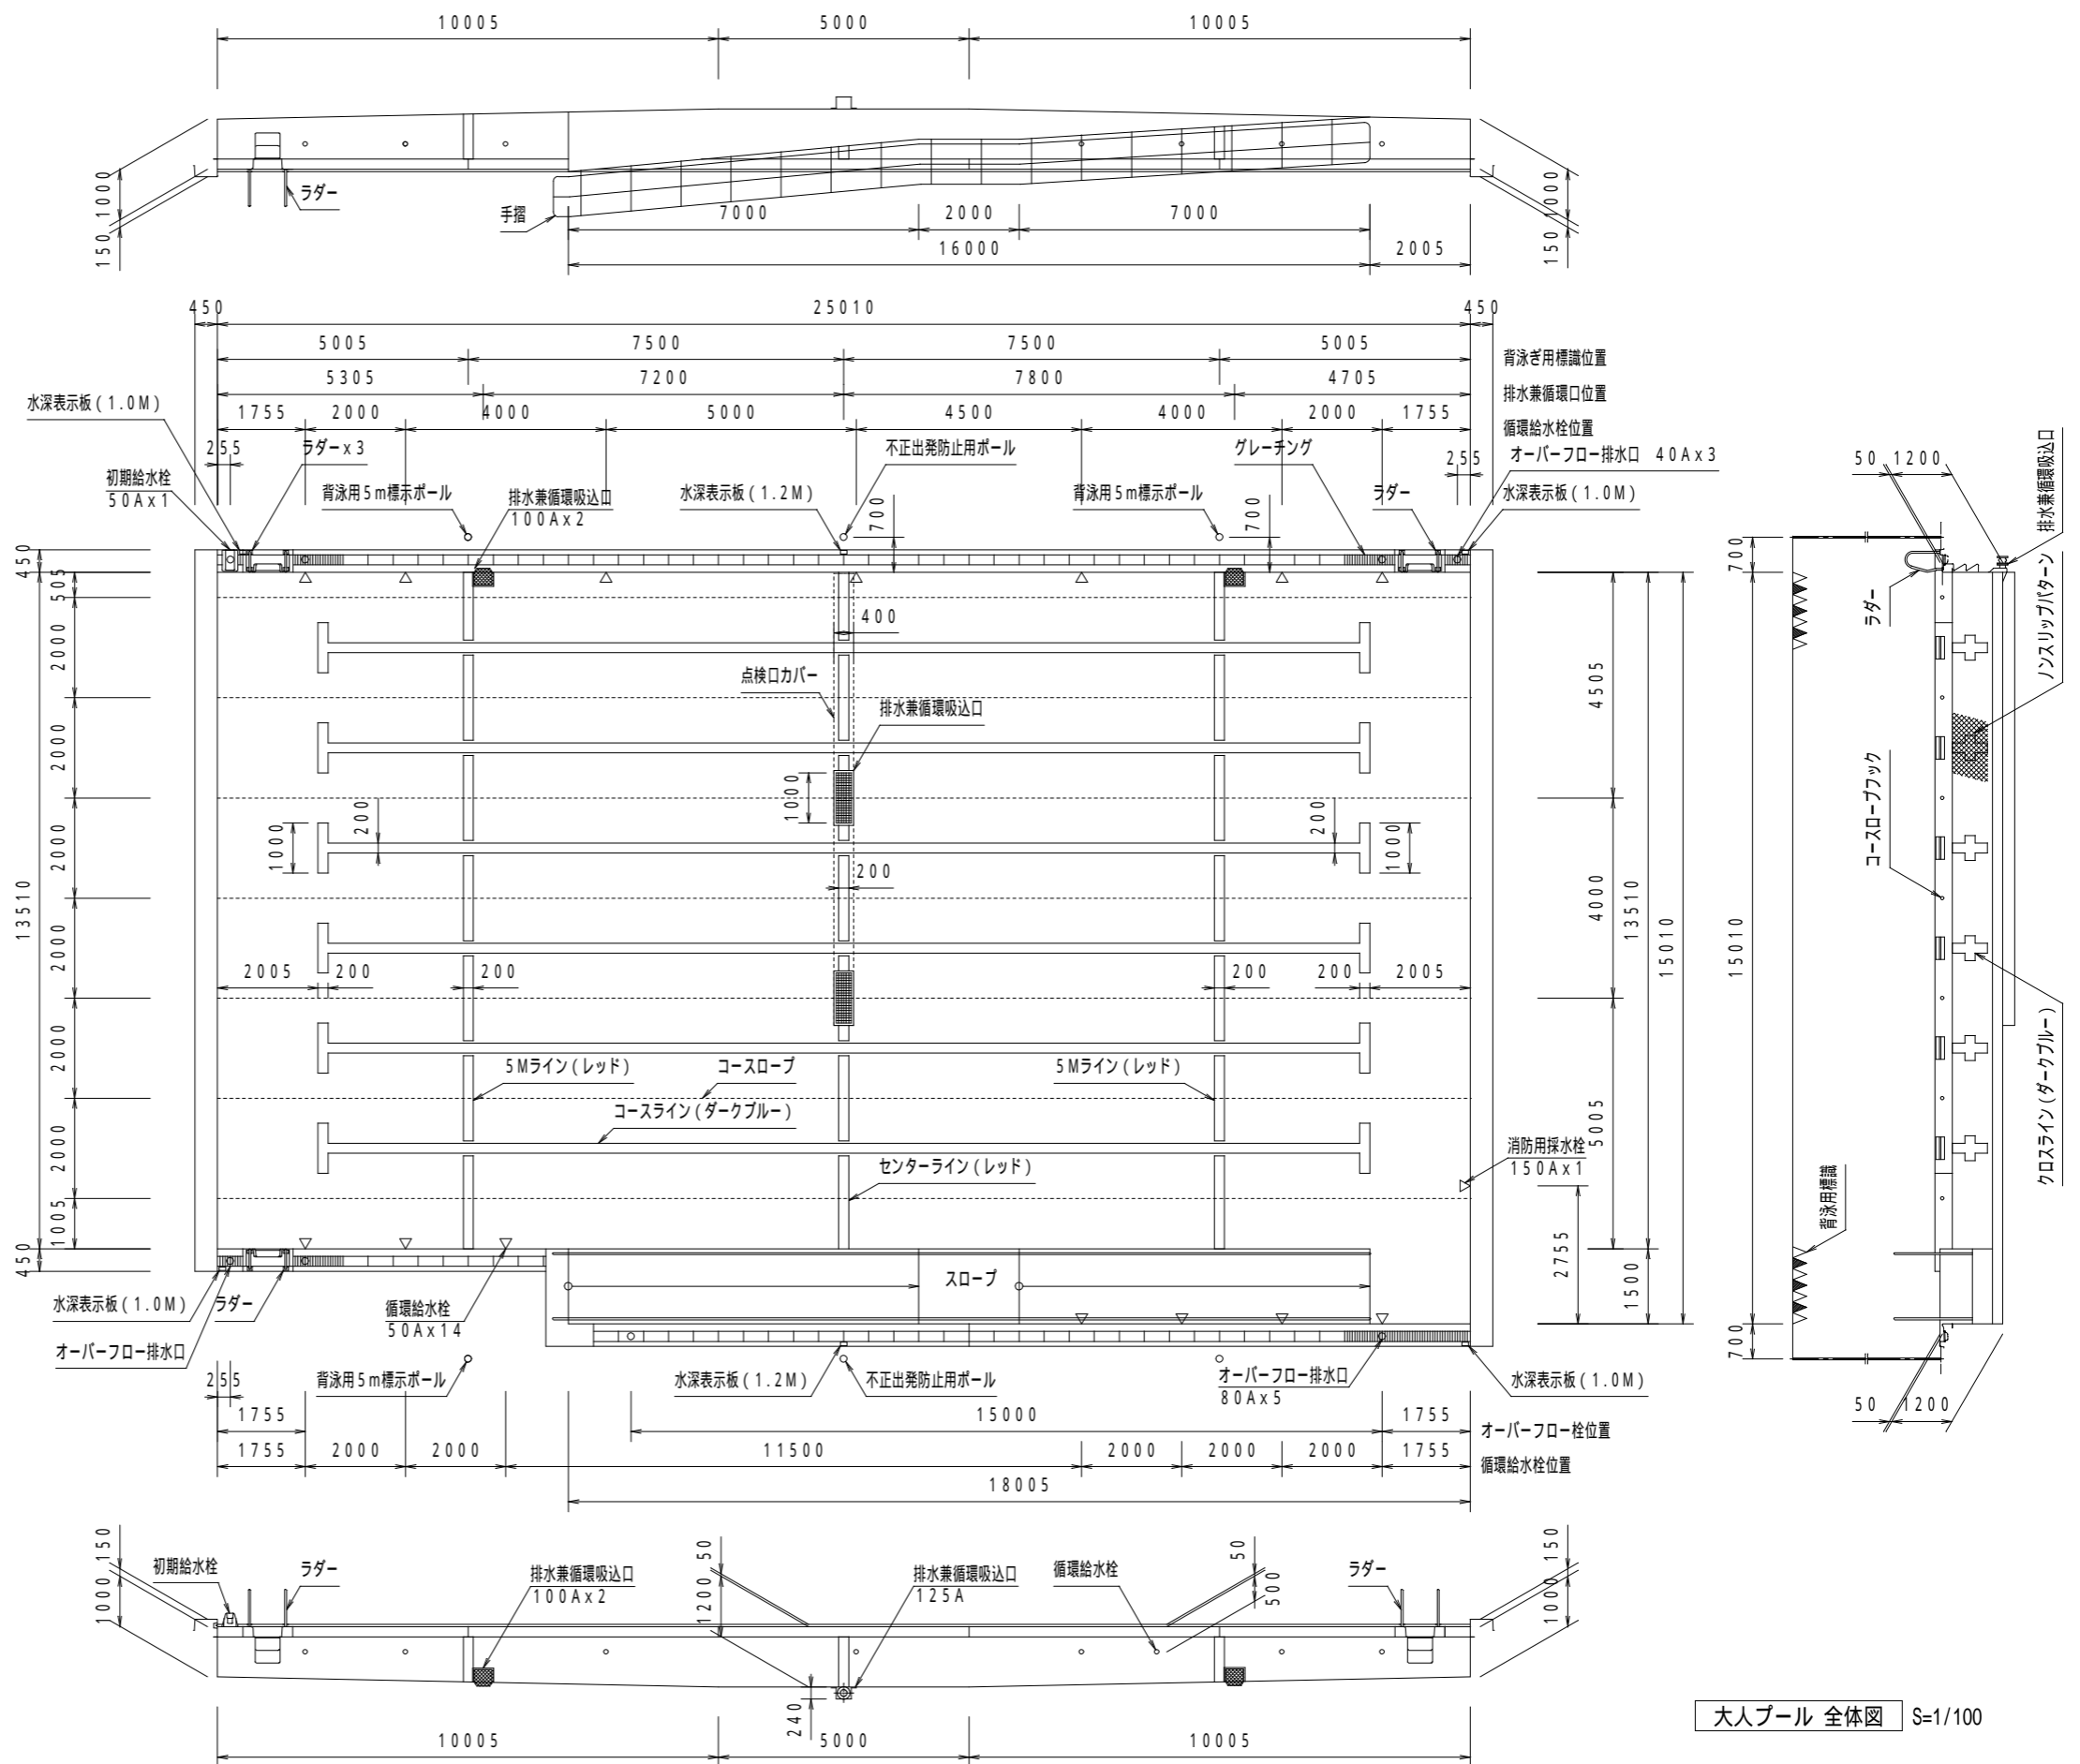 10005 5000 10005
1000
150
ラダー
手摺
7000 2000 7000
16000 2005
1000
150
450 25010 450
5005 7500 7500 5005 背泳ぎ用標識位置
5305 7200 7800 4705 排水兼循環口位置
水深表示板(1.0M)
1755 2000 4000 5000 4500 4000 2000 1755 循環給水栓位置
255 ラダーx3 不正出発防止用ポール グレーチング 255 オーバーフロー排水口 40Ax3
初期給水栓
50Ax1
背泳用5m標示ポール
排水兼循環吸込口
100Ax2
水深表示板(1.2M)
700
背泳用5m標示ポール
700
ラダー
水深表示板(1.0M)
50 1200
排水兼循環吸込口
450
505
2000
2000
2000
2000
2000
2000
1005
450
13510
400
点検口カバー
排水兼循環吸込口
1000
1000
200
200
200
1000
2005 200 200 200 200 2005
5Mライン(レッド)
コースロープ
5Mライン(レッド)
コースライン(ダークブルー)
センターライン(レッド)
消防用採水栓
150Ax1
4505
4000
5005
13510
15010
2755
1500
700
15010
700
ラダー
ノンスリップパターン
コースロープフック
クロスライン(ダークブルー)
背泳用標識
50 1200
スロープ
水深表示板(1.0M)
ラダー
循環給水栓
50Ax14
オーバーフロー排水口
255
背泳用5m標示ポール
水深表示板(1.2M)
不正出発防止用ポール
オーバーフロー排水口
80Ax5
水深表示板(1.0M)
1755 15000 1755 オーバーフロー栓位置
1755 2000 2000 11500 2000 2000 2000 1755 循環給水栓位置
18005
150
1000
初期給水栓
ラダー
排水兼循環吸込口
100Ax2
50
1200
排水兼循環吸込口
125A
循環給水栓
50
500
ラダー
150
1000
240
10005 5000 10005
大人プール 全体図 S=1/100